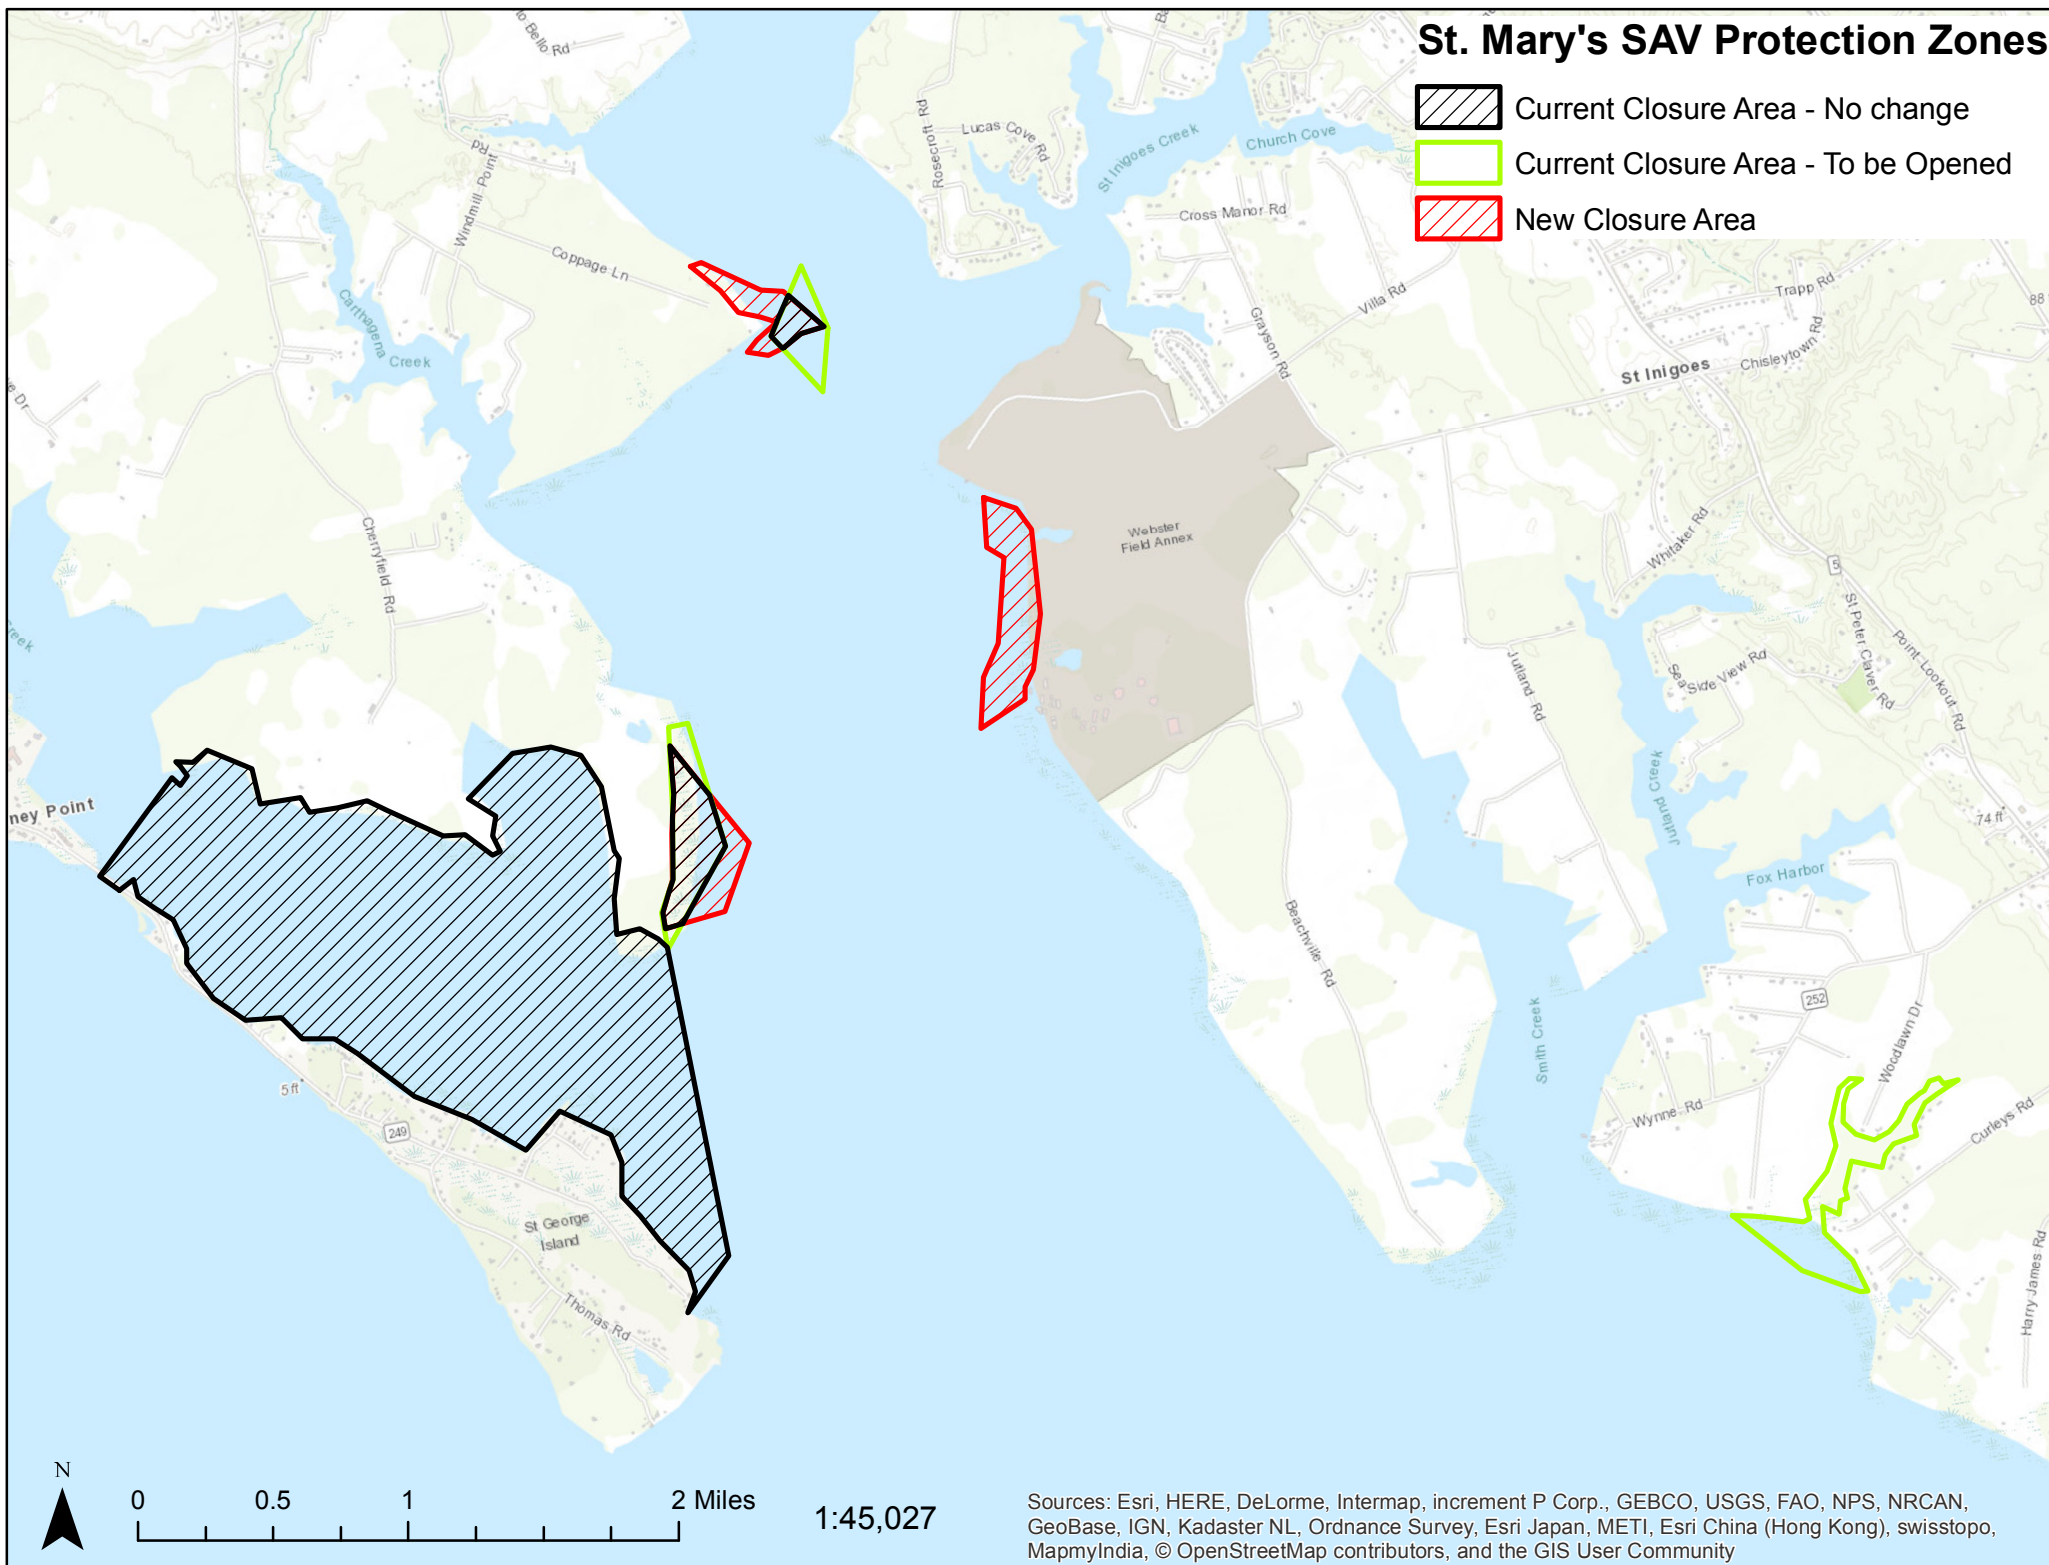 St. Mary's SAV Protection Zones
Current Closure Area - No change
Current Closure Area - To be Opened
New Closure Area
to Bello Rd
Rd
Windmill Point
Coppage Ln
Carthagena
Creek
Rosecroft Rd
Lucas Cove Rd
St Inigoes Creek
Church Cove
Cross Manor Rd
Grayson Rd
Villa Rd
Trapp Rd
88
St Inigoes
Chisleytown Rd
ve Dr
Cherryfield Rd
Webster
Field Annex
Whitaker Rd
5
St Peter Claver Rd
Point Lookout Rd
Sea Side View Rd
Creek
Jutland Rd
Jutland Creek
74 ft
ney Point
Fox Harbor
Beachville Rd
Smith Creek
252
Woodlawn Dr
Wynne Rd
Curleys Rd
5 ft
249
St George
Island
Thomas Rd
Harry James Rd
N
0 0.5 1 2 Miles
1:45,027
Sources: Esri, HERE, DeLorme, Intermap, increment P Corp., GEBCO, USGS, FAO, NPS, NRCAN,
GeoBase, IGN, Kadaster NL, Ordnance Survey, Esri Japan, METI, Esri China (Hong Kong), swisstopo,
MapmyIndia, © OpenStreetMap contributors, and the GIS User Community